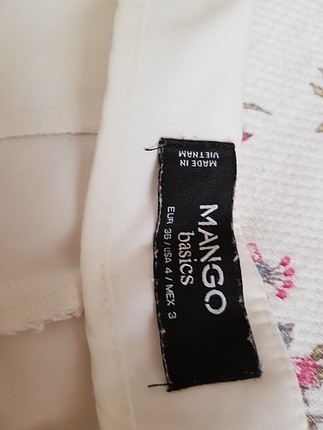 MANGO
basics
EUR 36 / USA 4 / MEX 3
MADE IN
VIETNAM